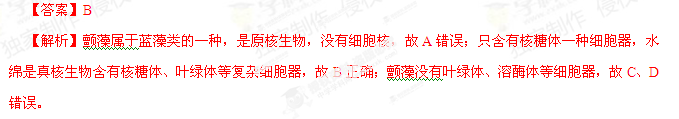 【答案】B
【解析】颤藻属于蓝藻类的一种，是原核生物，没有细胞核，故A错误；只含有核糖体一种细胞器，水
绵是真核生物含有核糖体、叶绿体等复杂细胞器，故B正确；颤藻没有叶绿体、溶酶体等细胞器，故C、D
错误。